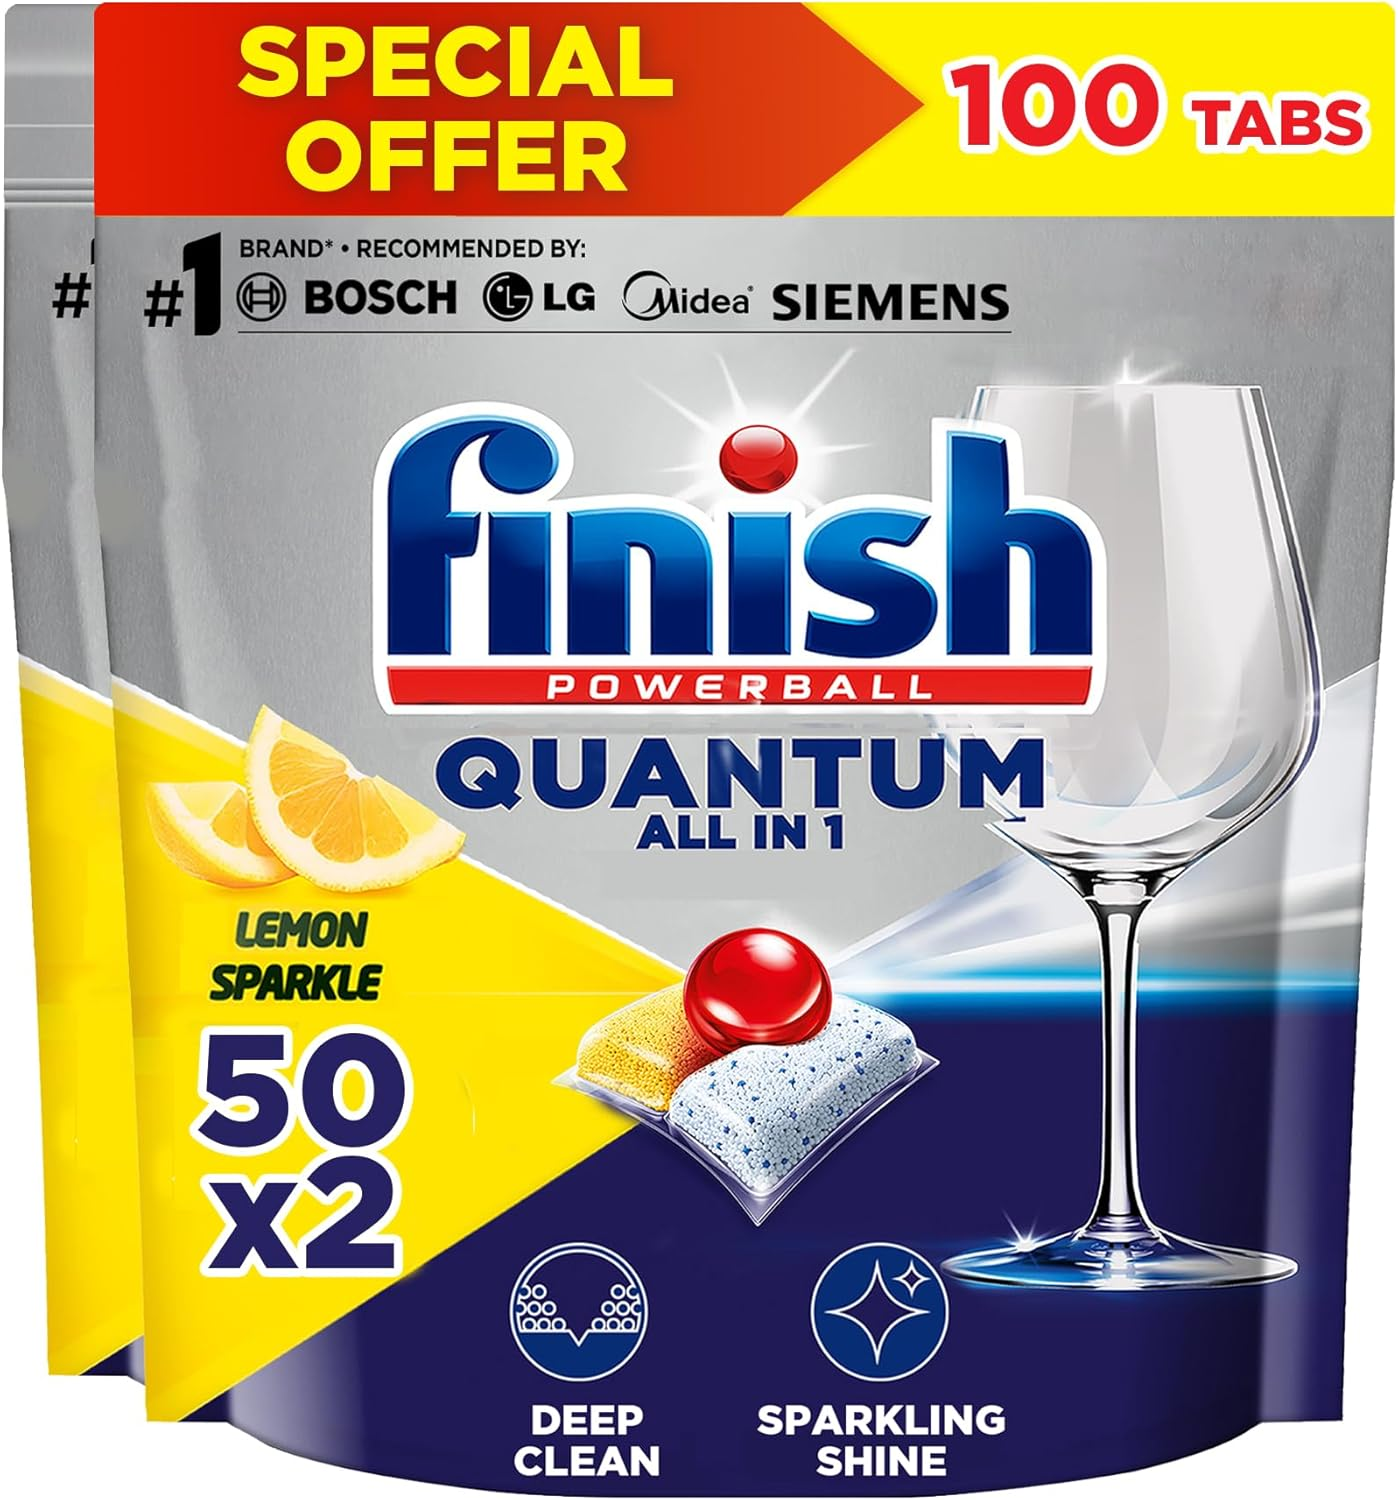 SPECIAL
OFFER
100 TABS
#
#1 BRAND* • RECOMMENDED BY:
BOSCH LG Midea SIEMENS
finish
POWERBALL
QUANTUM
ALL IN 1
LEMON
SPARKLE
50
x2
DEEP
CLEAN
SPARKLING
SHINE